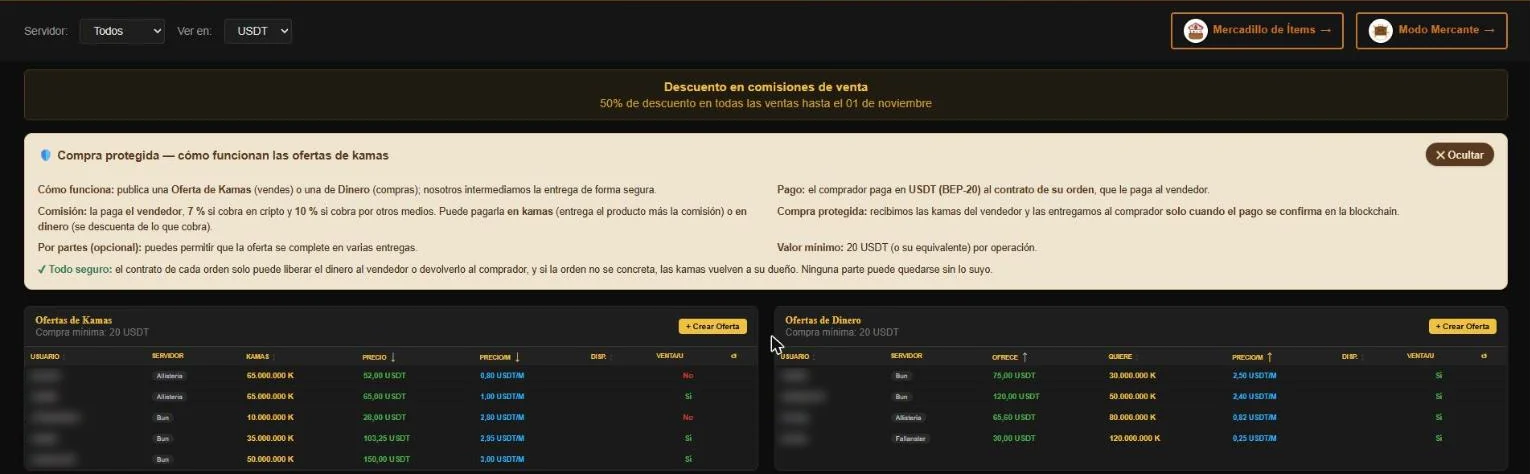 Servidor: Todos Ver en: USDT Mercadillo de Ítems → Modo Mercante →
Descuento en comisiones de venta
50% de descuento en todas las ventas hasta el 01 de noviembre
Compra protegida — cómo funcionan las ofertas de kamas
✕ Ocultar
Cómo funciona: publica una Oferta de Kamas (vendes) o una de Dinero (compras); nosotros intermediamos la entrega de forma segura.
Pago: el comprador paga en USDT (BEP-20) al contrato de su orden, que le paga al vendedor.
Comisión: la paga el vendedor, 7 % si cobra en cripto y 10 % si cobra por otros medios. Puede pagarla en kamas (entrega el producto más la comisión) o en
dinero (se descuenta de lo que cobra).
Compra protegida: recibimos las kamas del vendedor y las entregamos al comprador solo cuando el pago se confirma en la blockchain.
Por partes (opcional): puedes permitir que la oferta se complete en varias entregas.
Valor mínimo: 20 USDT (o su equivalente) por operación.
✓ Todo seguro: el contrato de cada orden solo puede liberar el dinero al vendedor o devolverlo al comprador, y si la orden no se concreta, las kamas vuelven a su dueño. Ninguna parte puede quedarse sin lo suyo.
Ofertas de Kamas
Compra mínima: 20 USDT
+ Crear Oferta
USUARIO SERVIDOR KAMAS PRECIO ↓ PRECIO/M ↓ DISP. VENTA/U
Allisteria 65.000.000 K 52,00 USDT 0,80 USDT/M No
Allisteria 65.000.000 K 65,00 USDT 1,00 USDT/M Sí
Bun 10.000.000 K 28,00 USDT 2,80 USDT/M No
Bun 35.000.000 K 103,25 USDT 2,95 USDT/M Sí
Bun 50.000.000 K 150,00 USDT 3,00 USDT/M Sí
Ofertas de Dinero
Compra mínima: 20 USDT
+ Crear Oferta
USUARIO SERVIDOR OFRECE ↑ QUIERE PRECIO/M ↑ DISP. VENTA/U
Bun 75,00 USDT 30.000.000 K 2,50 USDT/M Sí
Bun 120,00 USDT 50.000.000 K 2,40 USDT/M Sí
Allisteria 65,60 USDT 80.000.000 K 0,82 USDT/M Sí
Fallanster 30,00 USDT 120.000.000 K 0,25 USDT/M Sí